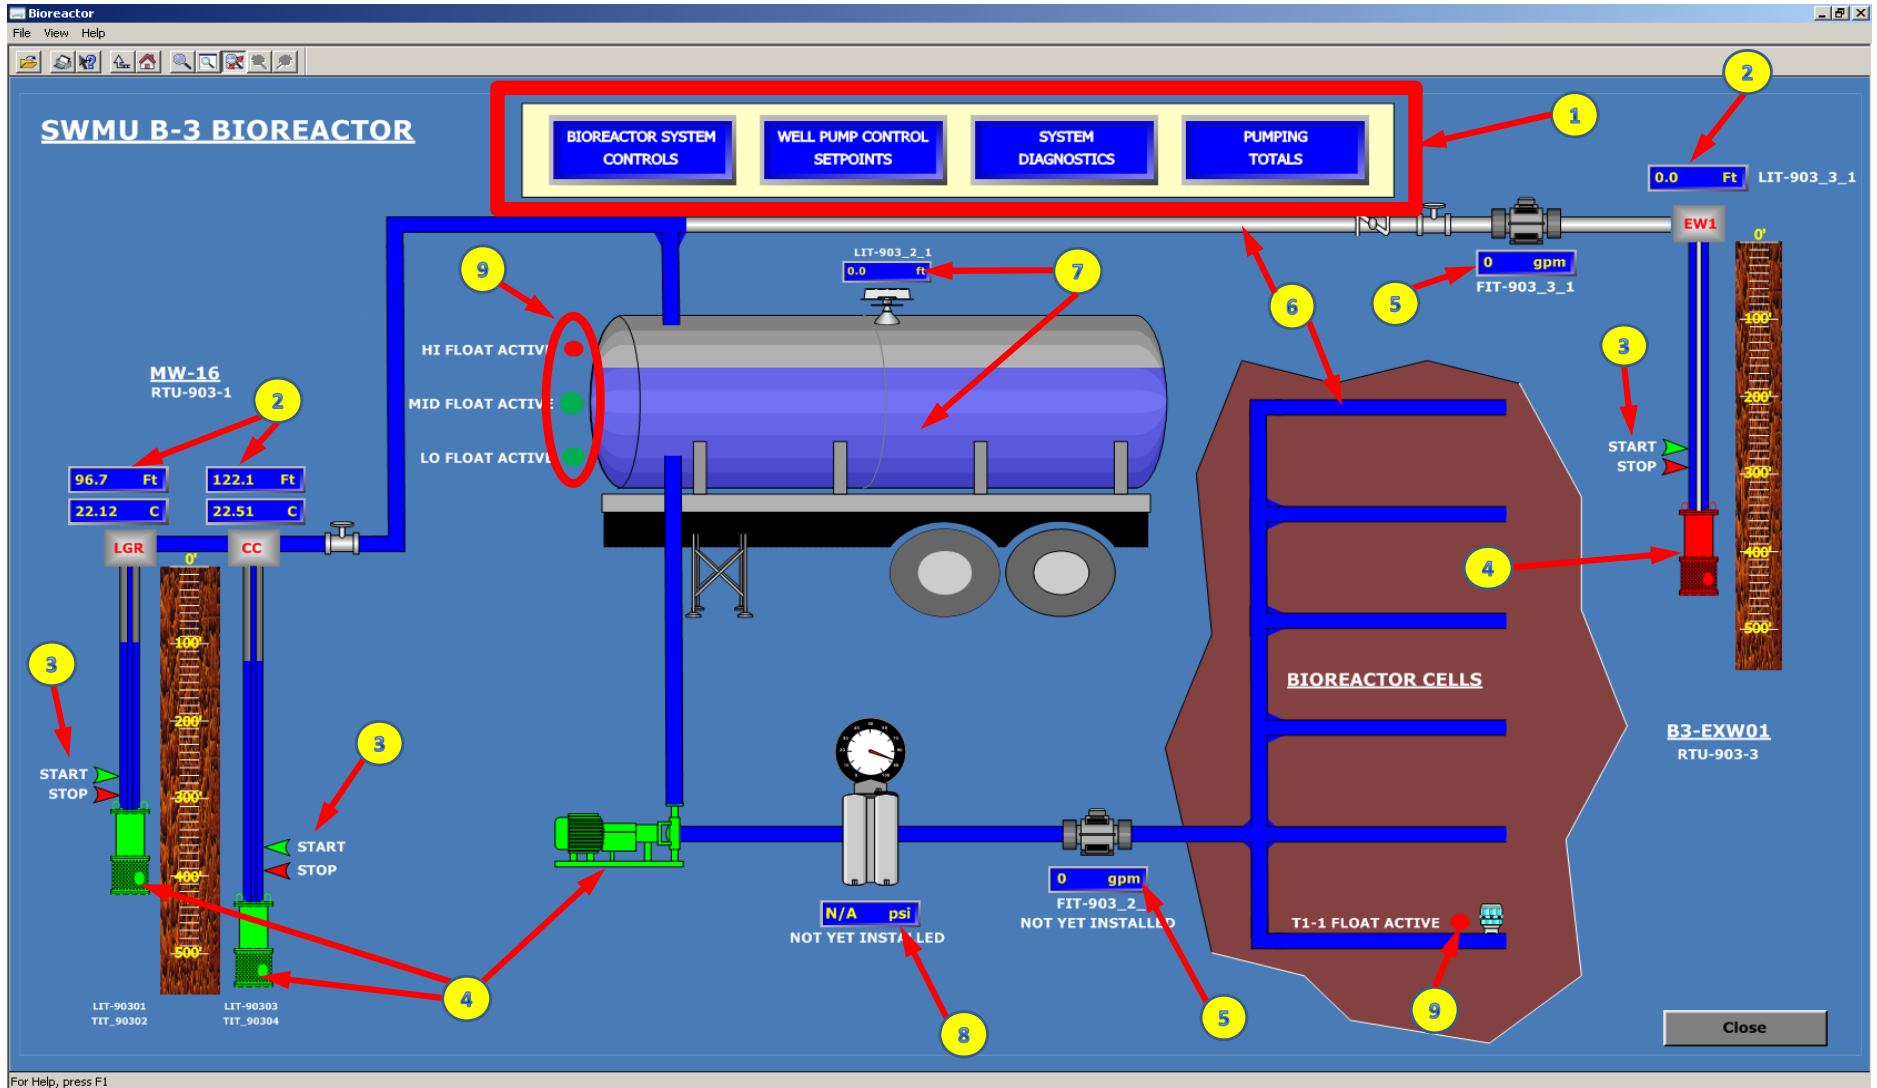 Bioreactor
File View Help
2
SWMU B-3 BIOREACTOR
BIOREACTOR SYSTEM
CONTROLS
WELL PUMP CONTROL
SETPOINTS
SYSTEM
DIAGNOSTICS
PUMPING
TOTALS
1
0.0 Ft LIT-903_3_1
EW1
0'
100'
200'
300'
400'
500'
9
LIT-903_2_1
0.0 ft
7
0 gpm
FIT-903_3_1
5
6
3
START
STOP
4
HI FLOAT ACTIVE
MID FLOAT ACTIVE
LO FLOAT ACTIVE
MW-16
RTU-903-1
2
96.7 Ft
22.12 C
122.1 Ft
22.51 C
LGR
CC
0'
100'
200'
300'
400'
500'
3
START
STOP
3
START
STOP
4
LIT-90301
TIT_90302
LIT-90303
TIT_90304
N/A psi
NOT YET INSTALLED
8
0 gpm
FIT-903_2_
NOT YET INSTALLED
5
BIOREACTOR CELLS
T1-1 FLOAT ACTIVE
9
B3-EXW01
RTU-903-3
Close
For Help, press F1